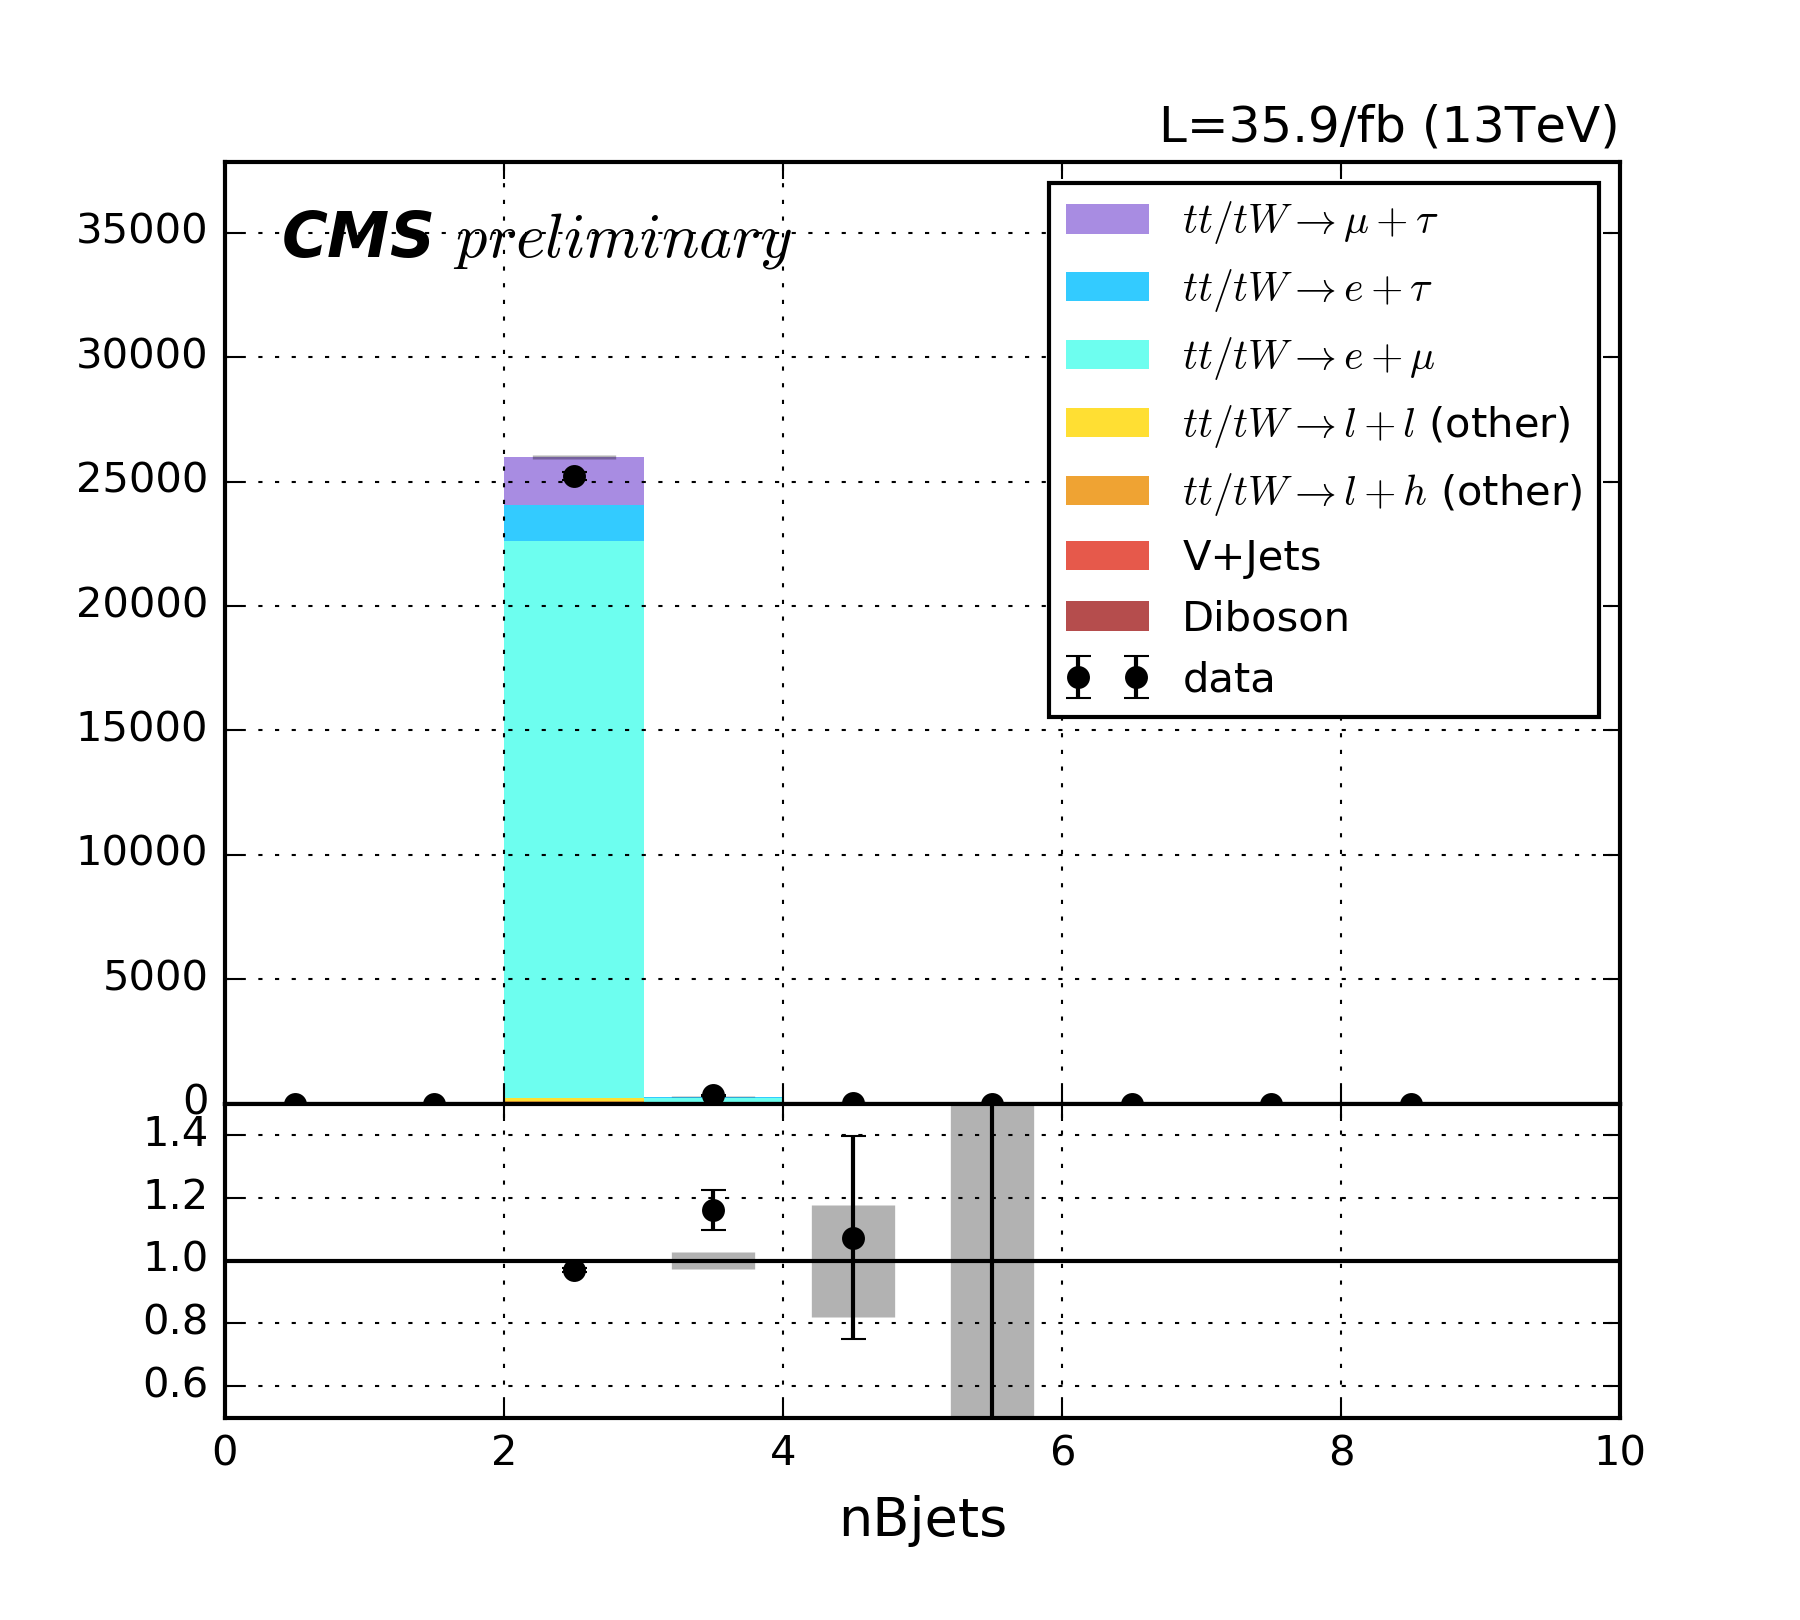 L=35.9/fb (13TeV)
CMS preliminary
35000
30000
25000
20000
15000
10000
5000
0
tt/tW→μ+τ
tt/tW→e+τ
tt/tW→e+μ
tt/tW→l+l (other)
tt/tW→l+h (other)
V+Jets
Diboson
data
1.4
1.2
1.0
0.8
0.6
0 2 4 6 8 10
nBjets